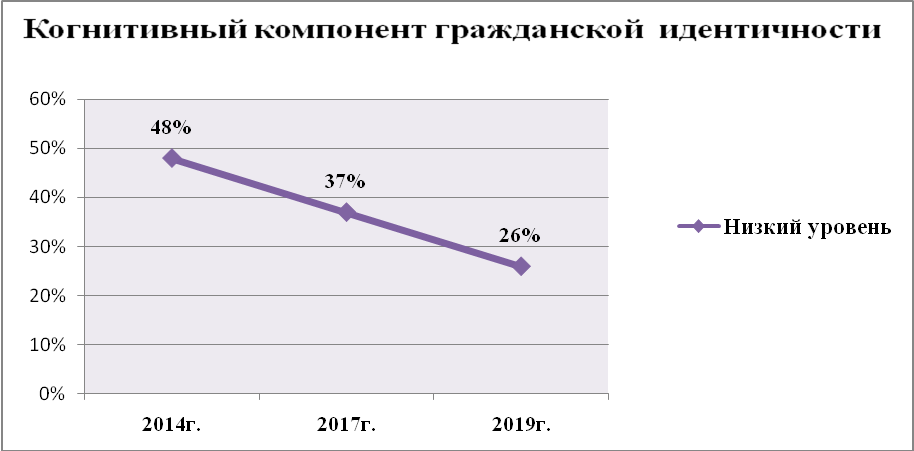 Когнитивный компонент гражданской идентичности
60%
50%
40%
30%
20%
10%
0%
48%
37%
26%
2014г.
2017г.
2019г.
Низкий уровень